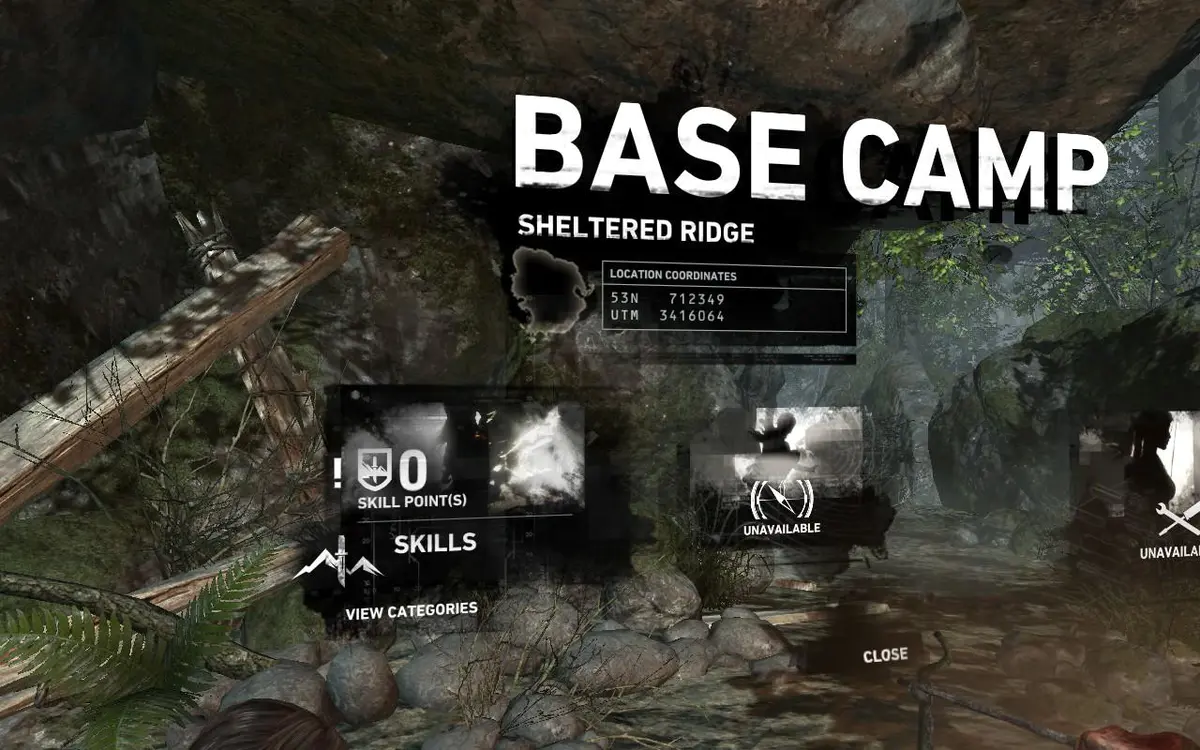 BASE CAMP
SHELTERED RIDGE
LOCATION COORDINATES
53N 712349
UTM 3416064
! 0
SKILL POINT(S)
SKILLS
VIEW CATEGORIES
UNAVAILABLE
CLOSE